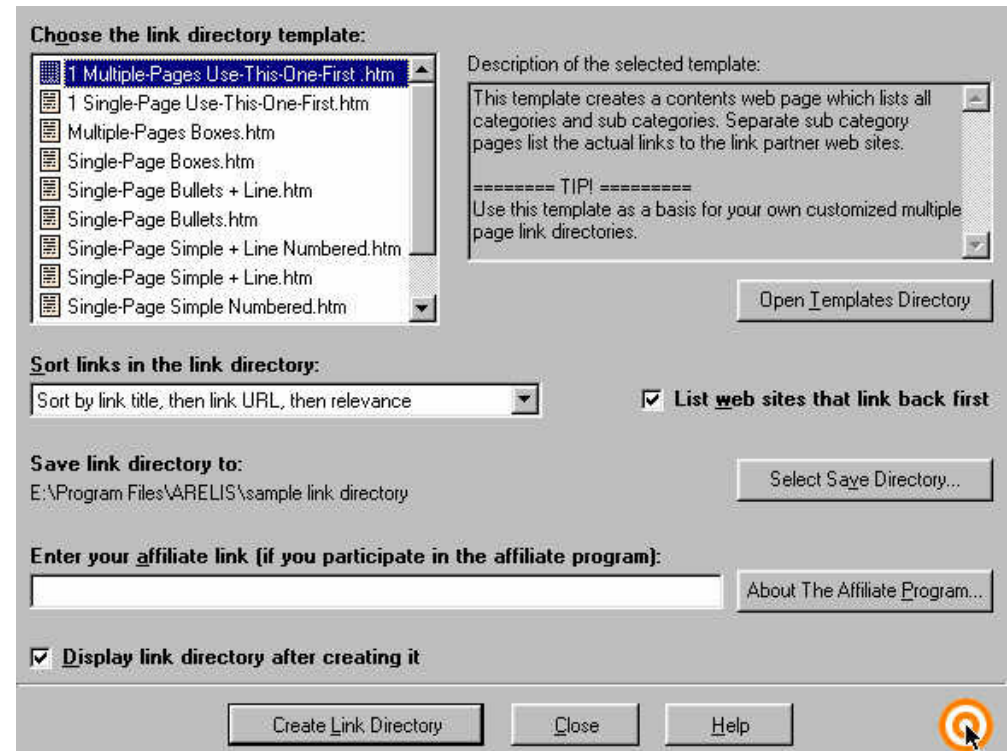 Choose the link directory template:
1 Multiple-Pages Use-This-One-First .htm
1 Single-Page Use-This-One-First.htm
Multiple-Pages Boxes.htm
Single-Page Boxes.htm
Single-Page Bullets + Line.htm
Single-Page Bullets.htm
Single-Page Simple + Line Numbered.htm
Single-Page Simple + Line.htm
Single-Page Simple Numbered.htm
Description of the selected template:
This template creates a contents web page which lists all
categories and sub categories. Separate sub category
pages list the actual links to the link partner web sites.
======== TIP! =========
Use this template as a basis for your own customized multiple
page link directories.
Open Templates Directory
Sort links in the link directory:
Sort by link title, then link URL, then relevance
List web sites that link back first
Save link directory to:
E:\Program Files\ARELIS\sample link directory
Select Save Directory...
Enter your affiliate link (if you participate in the affiliate program):
About The Affiliate Program...
Display link directory after creating it
Create Link Directory
Close
Help